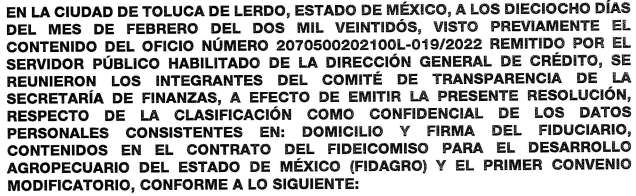 EN LA CIUDAD DE TOLUCA DE LERDO, ESTADO DE MÉXICO, A LOS DIECIOCHO DÍAS
DEL MES DE FEBRERO DEL DOS MIL VEINTIDÓS, VISTO PREVIAMENTE EL
CONTENIDO DEL OFICIO NÚMERO 2070500202100L-019/2022 REMITIDO POR EL
SERVIDOR PÚBLICO HABILITADO DE LA DIRECCIÓN GENERAL DE CRÉDITO, SE
REUNIERON LOS INTEGRANTES DEL COMITÉ DE TRANSPARENCIA DE LA
SECRETARÍA DE FINANZAS, A EFECTO DE EMITIR LA PRESENTE RESOLUCIÓN,
RESPECTO DE LA CLASIFICACIÓN COMO CONFIDENCIAL DE LOS DATOS
PERSONALES CONSISTENTES EN: DOMICILIO Y FIRMA DEL FIDUCIARIO,
CONTENIDOS EN EL CONTRATO DEL FIDEICOMISO PARA EL DESARROLLO
AGROPECUARIO DEL ESTADO DE MÉXICO (FIDAGRO) Y EL PRIMER CONVENIO
MODIFICATORIO, CONFORME A LO SIGUIENTE: